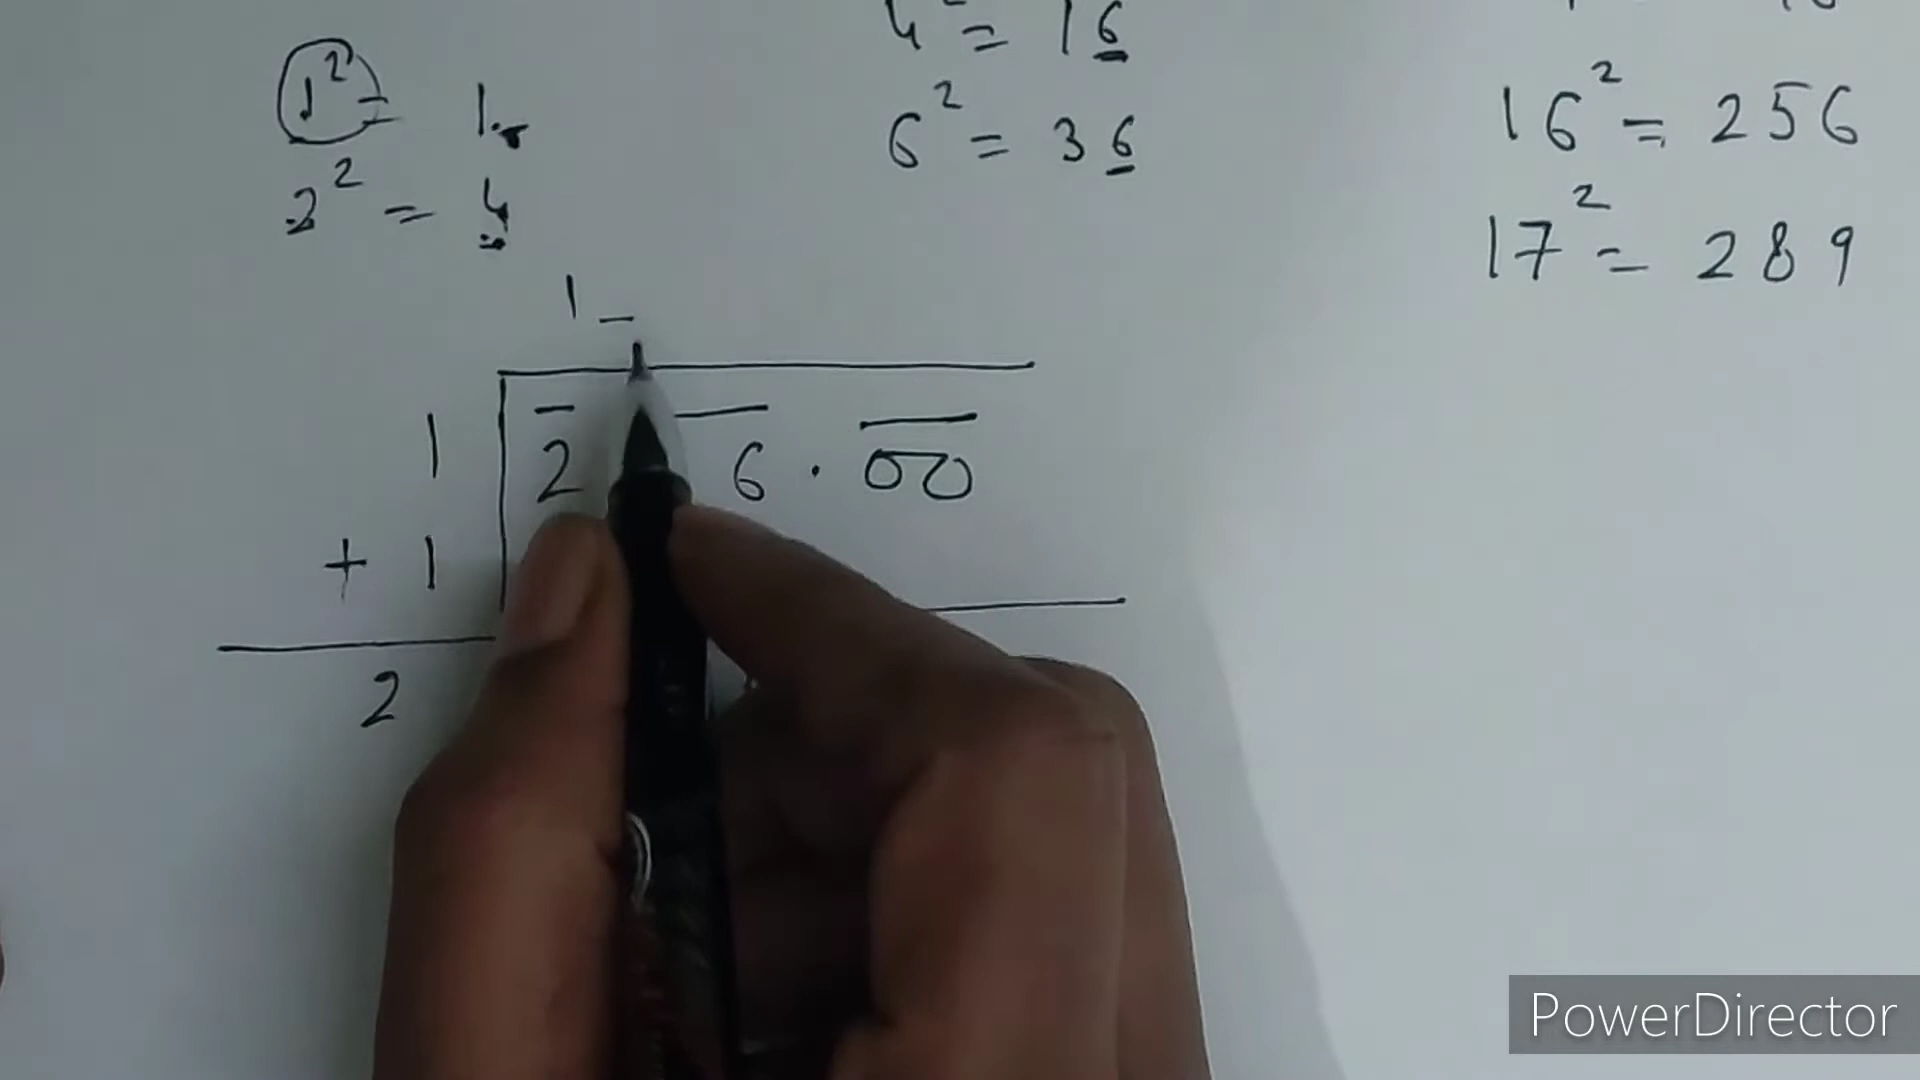 1² = 1
2² = 4
4² = 16
6² = 36
16² = 256
17² = 289
1 _
1
2 6 . 00
+ 1
2
PowerDirector